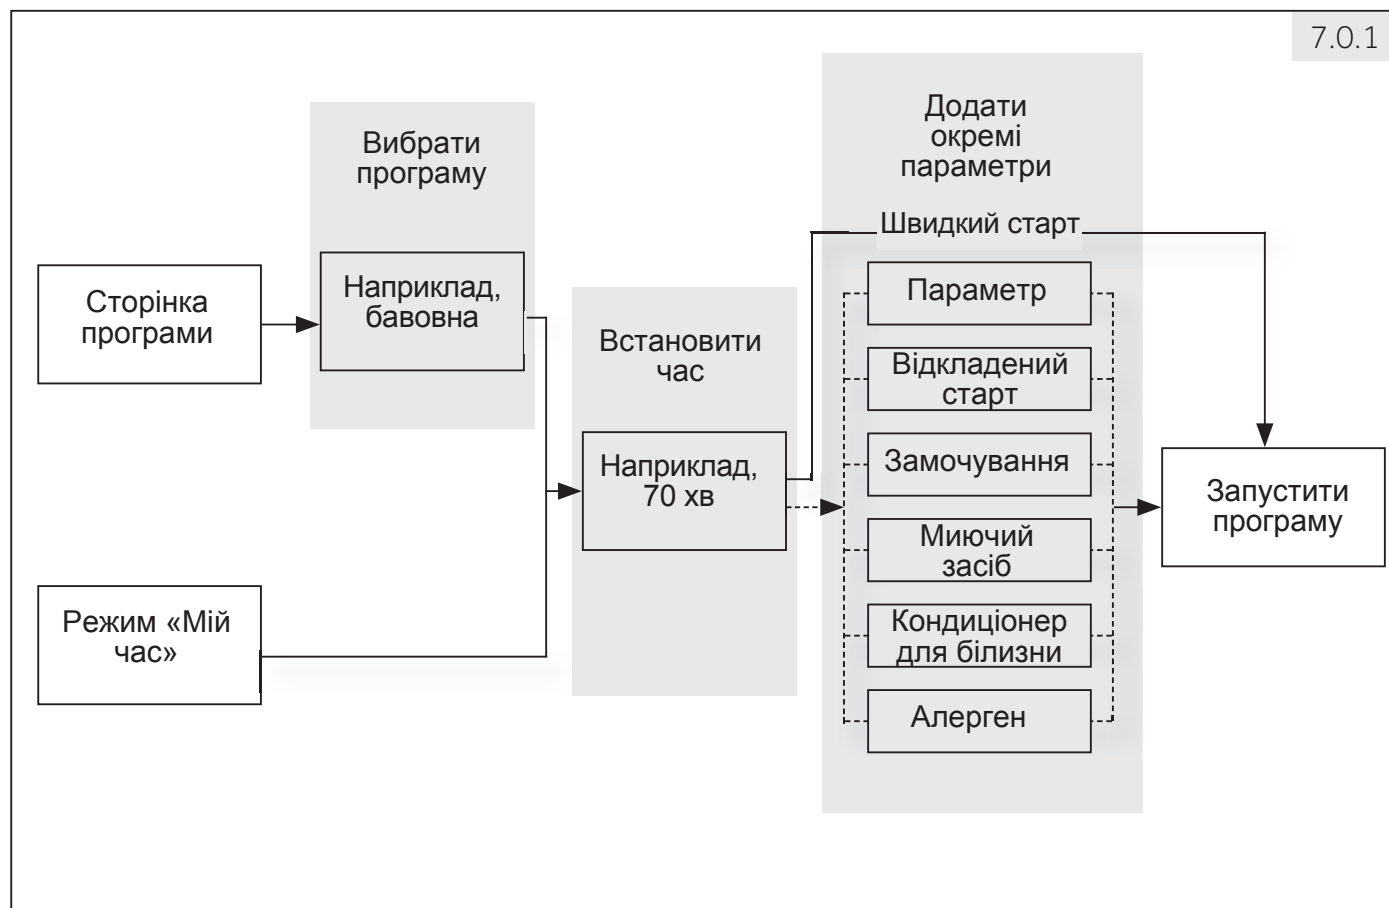 7.0.1
Вибрати
програму
Додати
окремі
параметри
Швидкий старт
Сторінка
програми
Наприклад,
бавовна
Встановити
час
Наприклад,
70 хв
Параметр
Відкладений
старт
Замочування
Миючий
засіб
Кондиціонер
для білизни
Алерген
Запустити
програму
Режим «Мій
час»